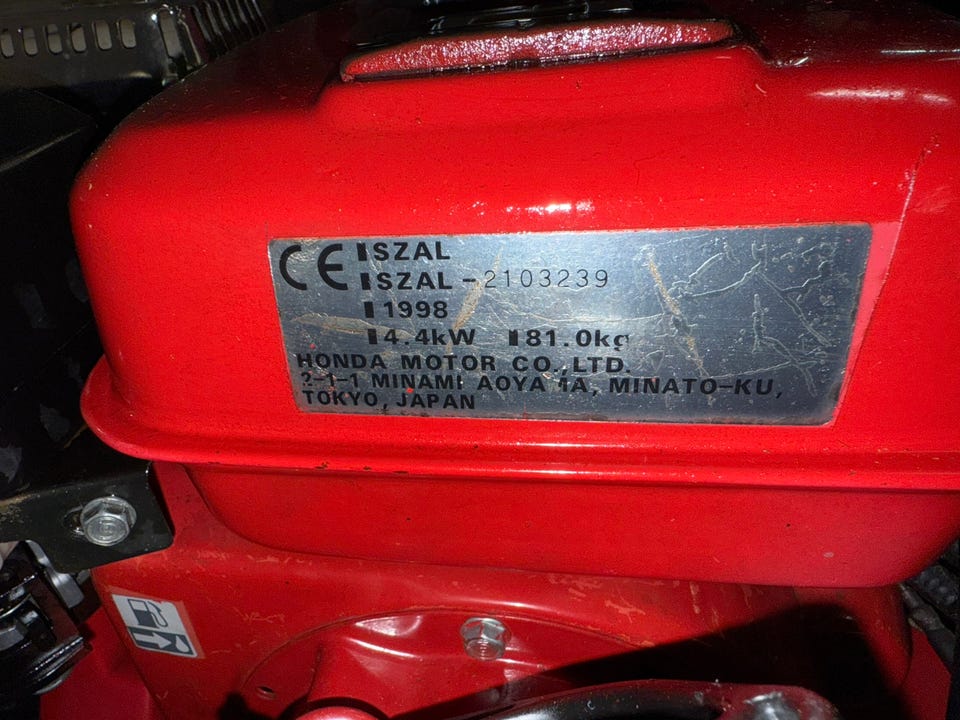 CE SZAL
SZAL-2103239
1998
4.4kW 81.0kg
HONDA MOTOR CO.,LTD.
2-1-1 MINAMI AOYAMA, MINATO-KU,
TOKYO, JAPAN